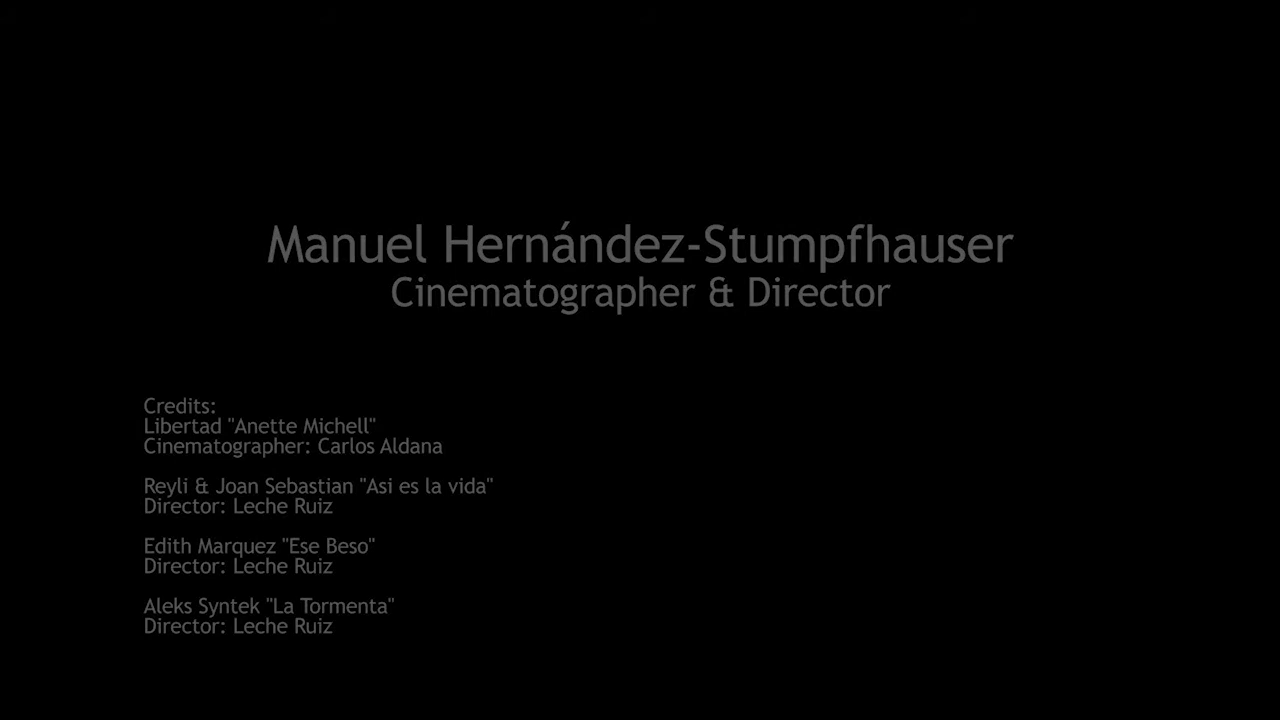 Manuel Hernández-Stumpfhauser
Cinematographer & Director
Credits:
Libertad "Anette Michell"
Cinematographer: Carlos Aldana
Reyli & Joan Sebastian "Asi es la vida"
Director: Leche Ruiz
Edith Marquez "Ese Beso"
Director: Leche Ruiz
Aleks Syntek "La Tormenta"
Director: Leche Ruiz